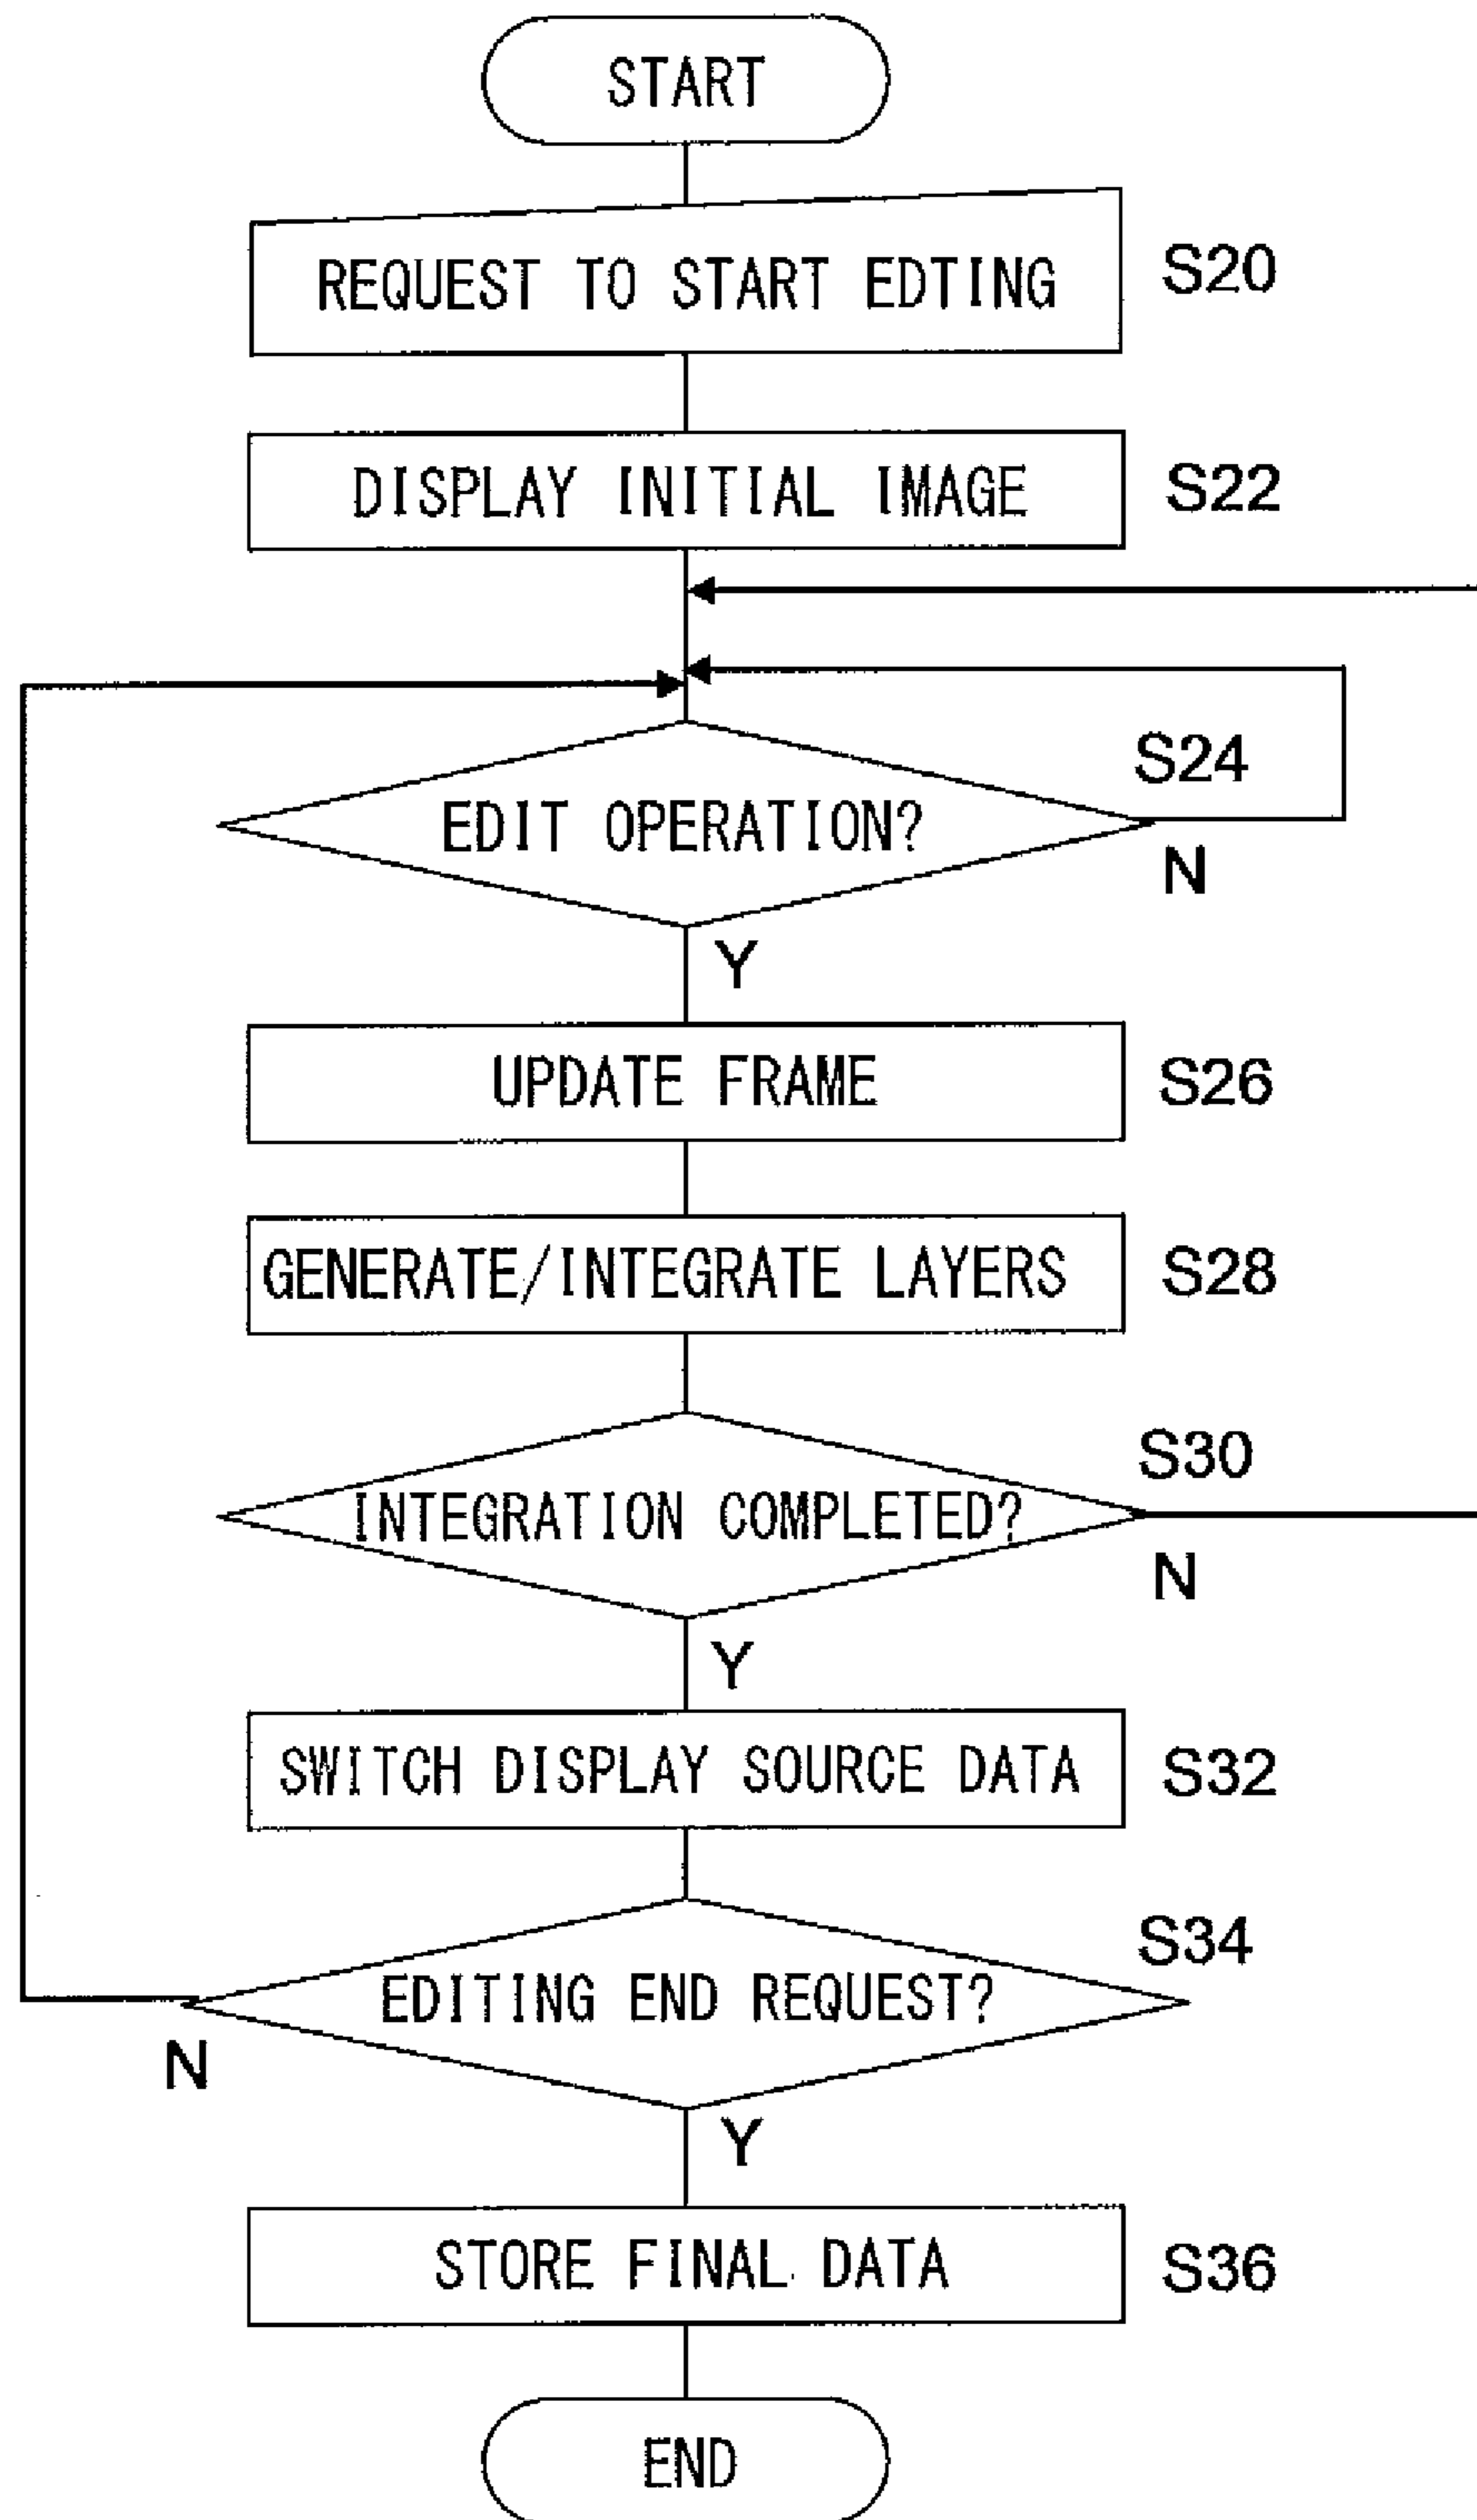 START
REQUEST TO START EDTING
S20
DISPLAY INITIAL IMAGE
S22
S24
EDIT OPERATION?
N
Y
UPDATE FRAME
S26
GENERATE/INTEGRATE LAYERS
S28
S30
INTEGRATION COMPLETED?
N
Y
SWITCH DISPLAY SOURCE DATA
S32
S34
EDITING END REQUEST?
N
Y
STORE FINAL DATA
S36
END